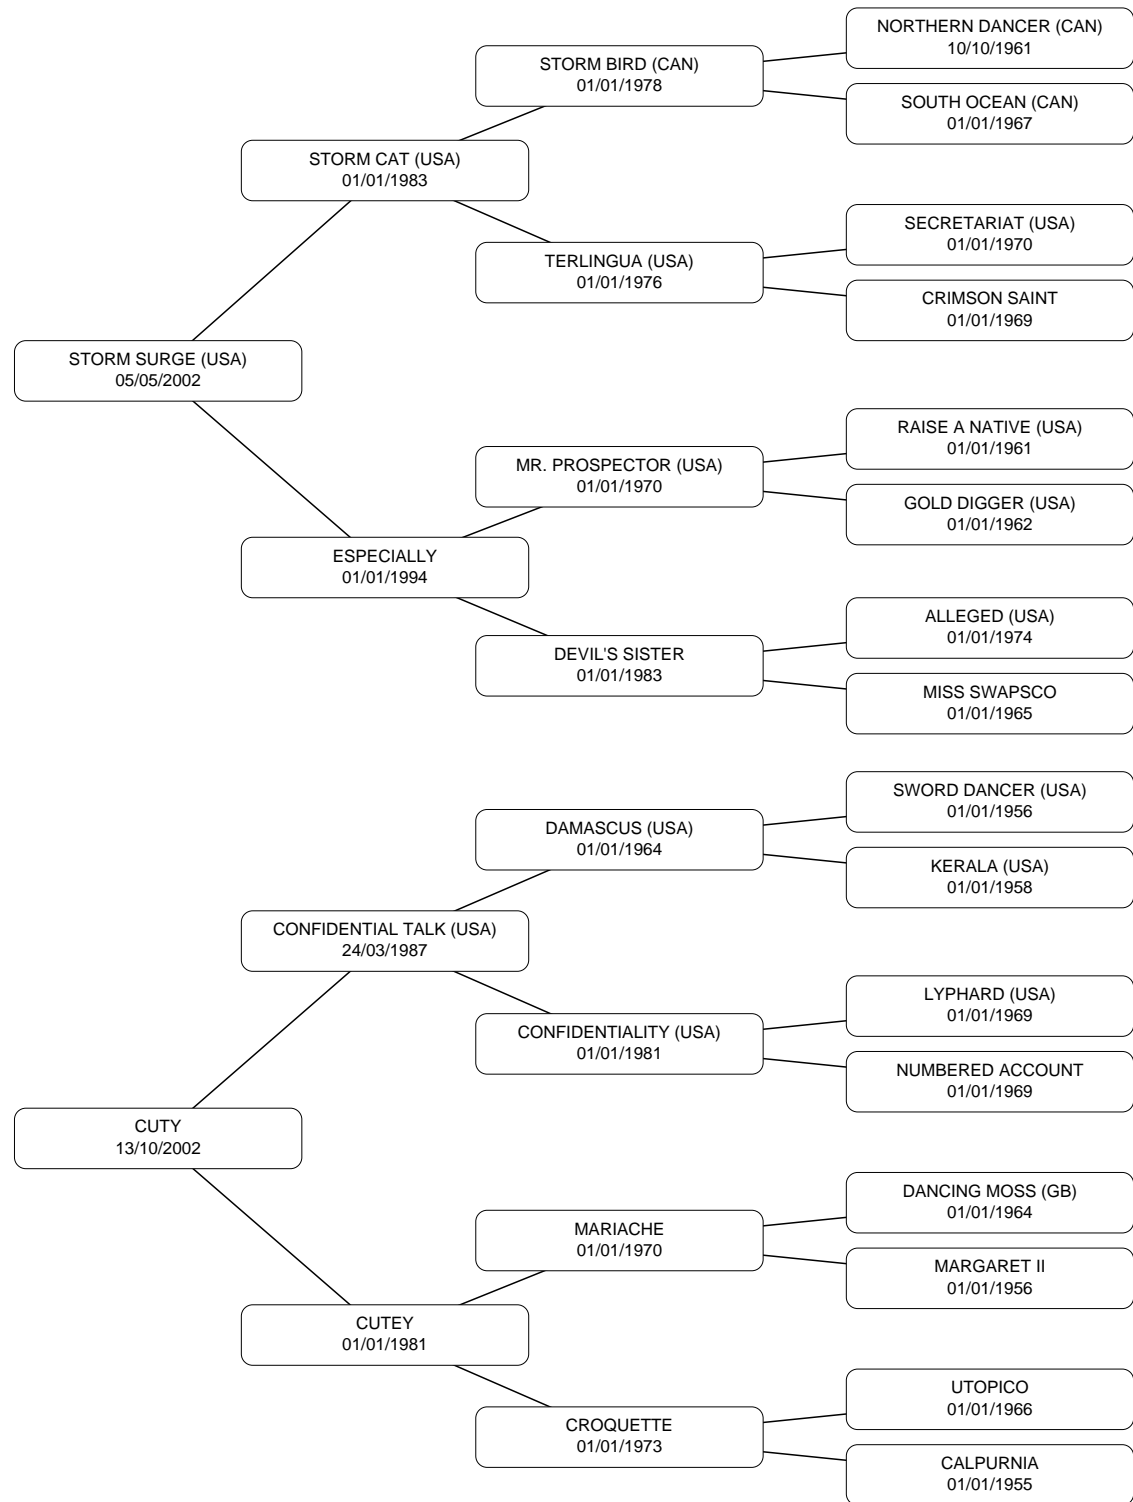 NORTHERN DANCER (CAN)
10/10/1961
STORM BIRD (CAN)
01/01/1978
SOUTH OCEAN (CAN)
01/01/1967
STORM CAT (USA)
01/01/1983
SECRETARIAT (USA)
01/01/1970
TERLINGUA (USA)
01/01/1976
CRIMSON SAINT
01/01/1969
STORM SURGE (USA)
05/05/2002
RAISE A NATIVE (USA)
01/01/1961
MR. PROSPECTOR (USA)
01/01/1970
GOLD DIGGER (USA)
01/01/1962
ESPECIALLY
01/01/1994
ALLEGED (USA)
01/01/1974
DEVIL'S SISTER
01/01/1983
MISS SWAPSCO
01/01/1965
SWORD DANCER (USA)
01/01/1956
DAMASCUS (USA)
01/01/1964
KERALA (USA)
01/01/1958
CONFIDENTIAL TALK (USA)
24/03/1987
LYPHARD (USA)
01/01/1969
CONFIDENTIALITY (USA)
01/01/1981
NUMBERED ACCOUNT
01/01/1969
CUTY
13/10/2002
DANCING MOSS (GB)
01/01/1964
MARIACHE
01/01/1970
MARGARET II
01/01/1956
CUTEY
01/01/1981
UTOPICO
01/01/1966
CROQUETTE
01/01/1973
CALPURNIA
01/01/1955